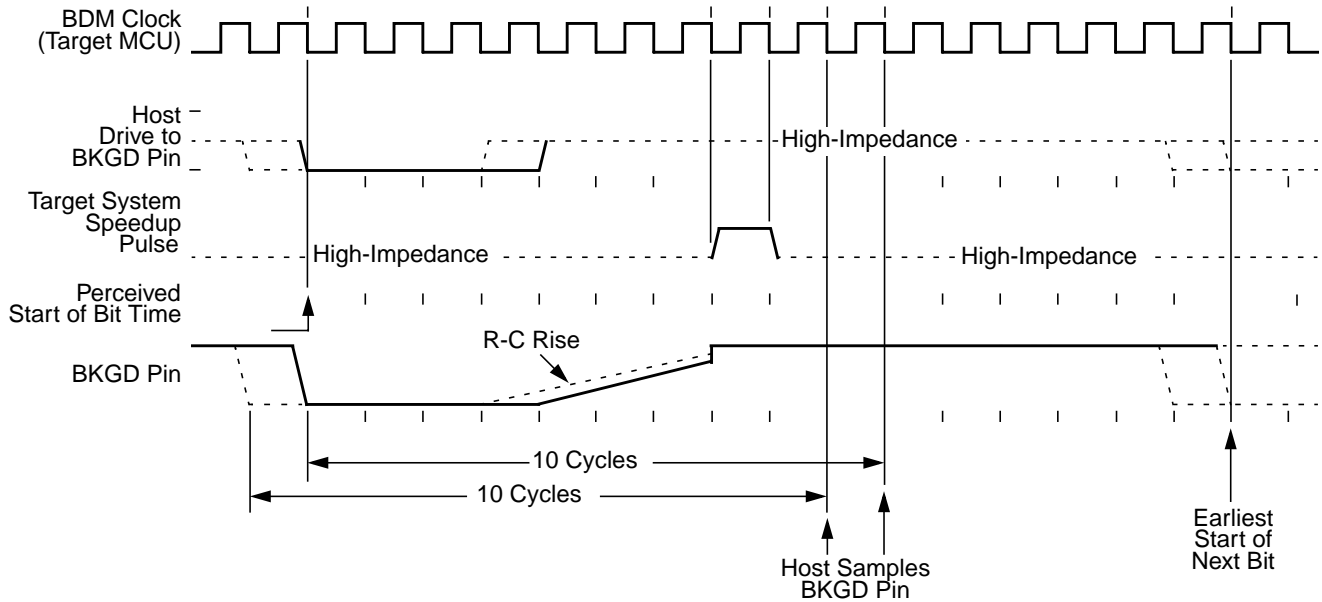 BDM Clock
(Target MCU)
Host
Drive to
BKGD Pin
High-Impedance
Target System
Speedup
Pulse
High-Impedance
High-Impedance
Perceived
Start of Bit Time
R-C Rise
BKGD Pin
10 Cycles
10 Cycles
Host Samples
BKGD Pin
Earliest
Start of
Next Bit